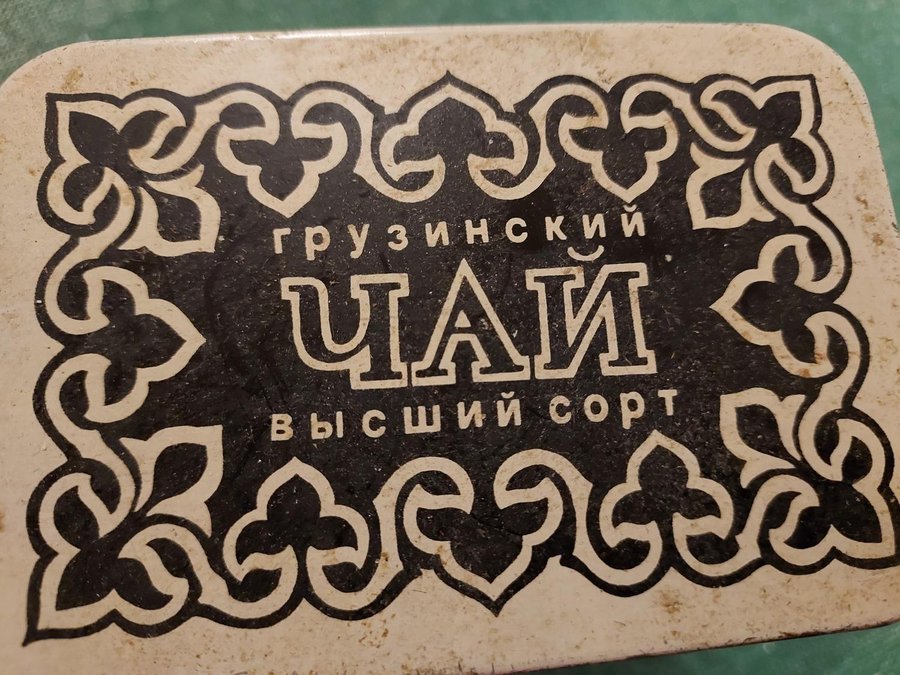 грузинский
ЧАЙ
высший сорт